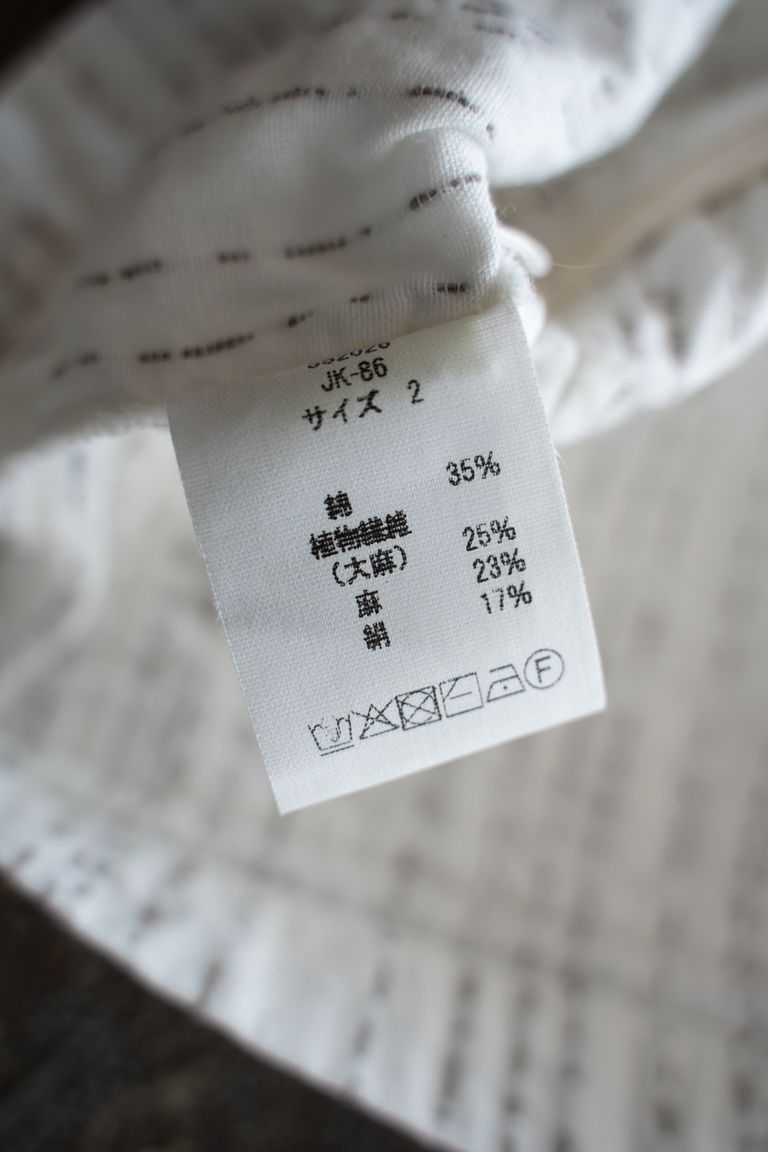 JK-86
サイズ 2
綿 35%
植物繊維
(大麻) 25%
麻 23%
絹 17%
F